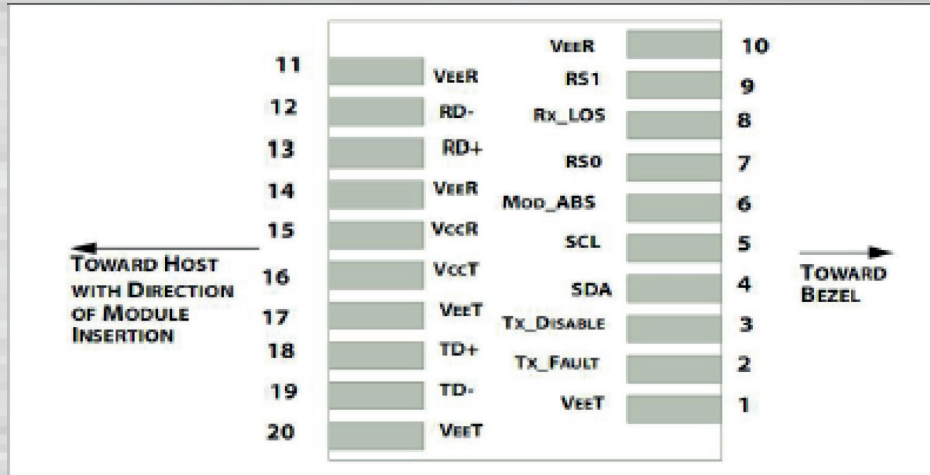 11 VEER
12 RD-
13 RD+
14 VEER
15 VCCR
16 VCCT
17 VEET
18 TD+
19 TD-
20 VEET
VEER 10
RS1 9
RX_LOS 8
RS0 7
MOD_ABS 6
SCL 5
SDA 4
TX_DISABLE 3
TX_FAULT 2
VEET 1
TOWARD HOST
WITH DIRECTION
OF MODULE
INSERTION
TOWARD
BEZEL